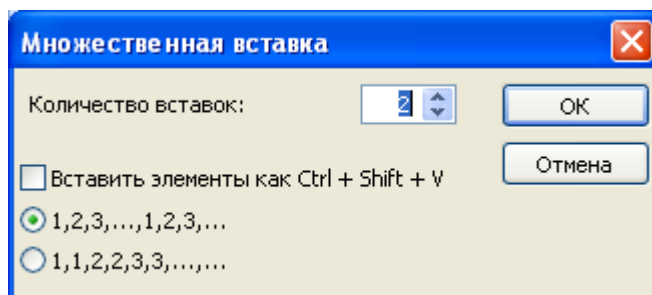 Множественная вставка
Количество вставок:
2
ОК
Отмена
Вставить элементы как Ctrl + Shift + V
1,2,3,...,1,2,3,...
1,1,2,2,3,3,...,...